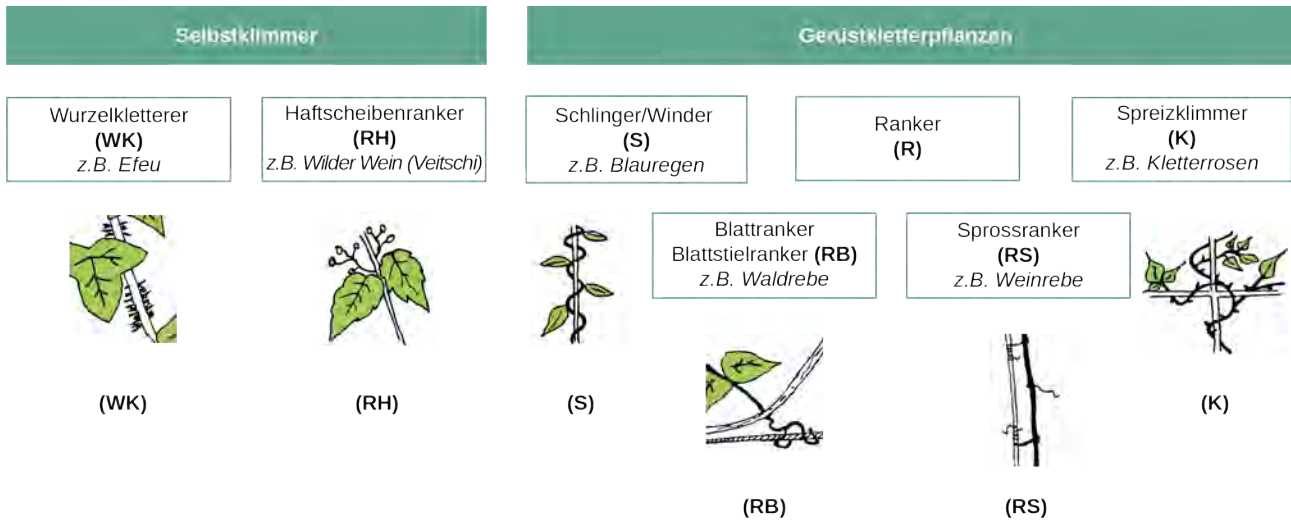 Selbstklimmer
Gerüstkletterpflanzen
Wurzelkletterer
(WK)
z.B. Efeu
Haftscheibenranker
(RH)
z.B. Wilder Wein (Veitschi)
Schlinger/Winder
(S)
z.B. Blauregen
Ranker
(R)
Spreizklimmer
(K)
z.B. Kletterrosen
Blattranker
Blattstielranker (RB)
z.B. Waldrebe
Sprossranker
(RS)
z.B. Weinrebe
(WK)
(RH)
(S)
(K)
(RB)
(RS)